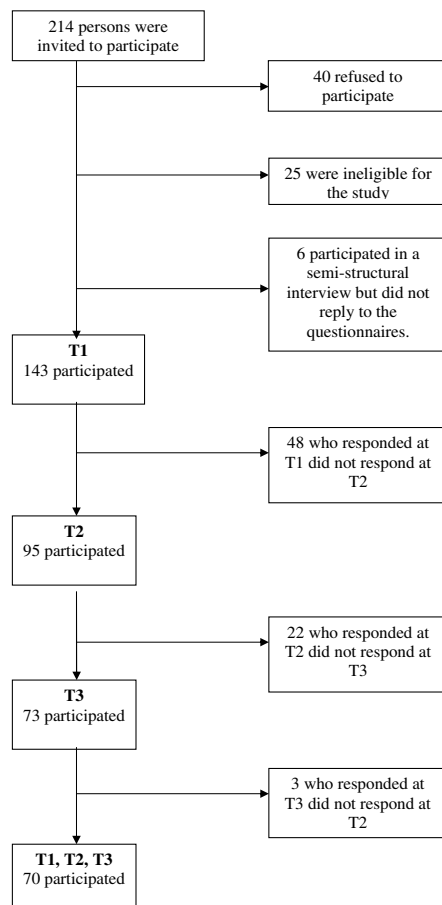 214 persons were
invited to participate
40 refused to
participate
25 were ineligible for
the study
6 participated in a
semi-structural
interview but did not
reply to the
questionnaires.
T1
143 participated
48 who responded at
T1 did not respond at
T2
T2
95 participated
22 who responded at
T2 did not respond at
T3
T3
73 participated
3 who responded at
T3 did not respond at
T2
T1, T2, T3
70 participated